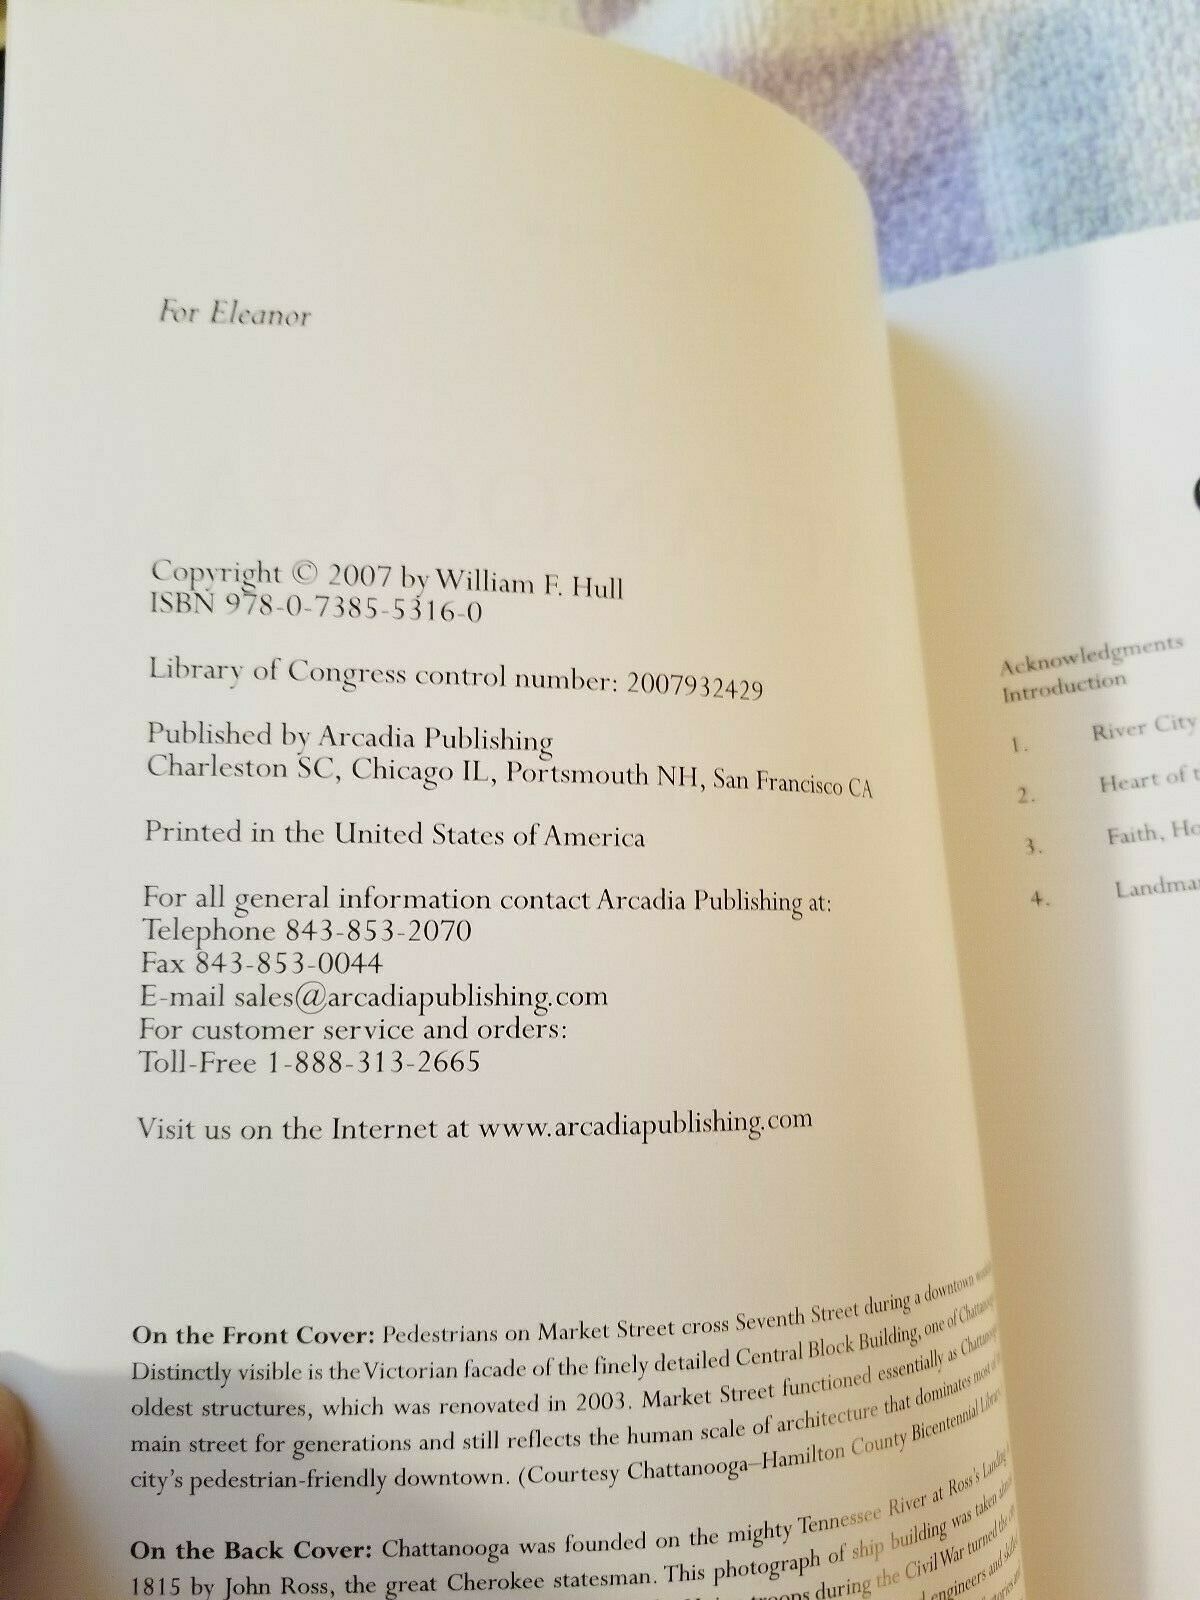 For Eleanor
Copyright © 2007 by William F. Hull
ISBN 978-0-7385-5316-0
Library of Congress control number: 2007932429
Published by Arcadia Publishing
Charleston SC, Chicago IL, Portsmouth NH, San Francisco CA
Printed in the United States of America
For all general information contact Arcadia Publishing at:
Telephone 843-853-2070
Fax 843-853-0044
E-mail sales@arcadiapublishing.com
For customer service and orders:
Toll-Free 1-888-313-2665
Visit us on the Internet at www.arcadiapublishing.com
On the Front Cover: Pedestrians on Market Street cross Seventh Street during a downtown
Distinctly visible is the Victorian facade of the finely detailed Central Block Building, one of
oldest structures, which was renovated in 2003. Market Street functioned essentially as
main street for generations and still reflects the human scale of architecture that dominates most of
city's pedestrian-friendly downtown. (Courtesy Chattanooga–Hamilton County Bicentennial
On the Back Cover: Chattanooga was founded on the mighty Tennessee River at Ross's Landing
1815 by John Ross, the great Cherokee statesman. This photograph of ship building was taken
troops during the Civil War turned the
engineers and
Acknowledgments
Introduction
1. River City
2. Heart of
3. Faith,
4.